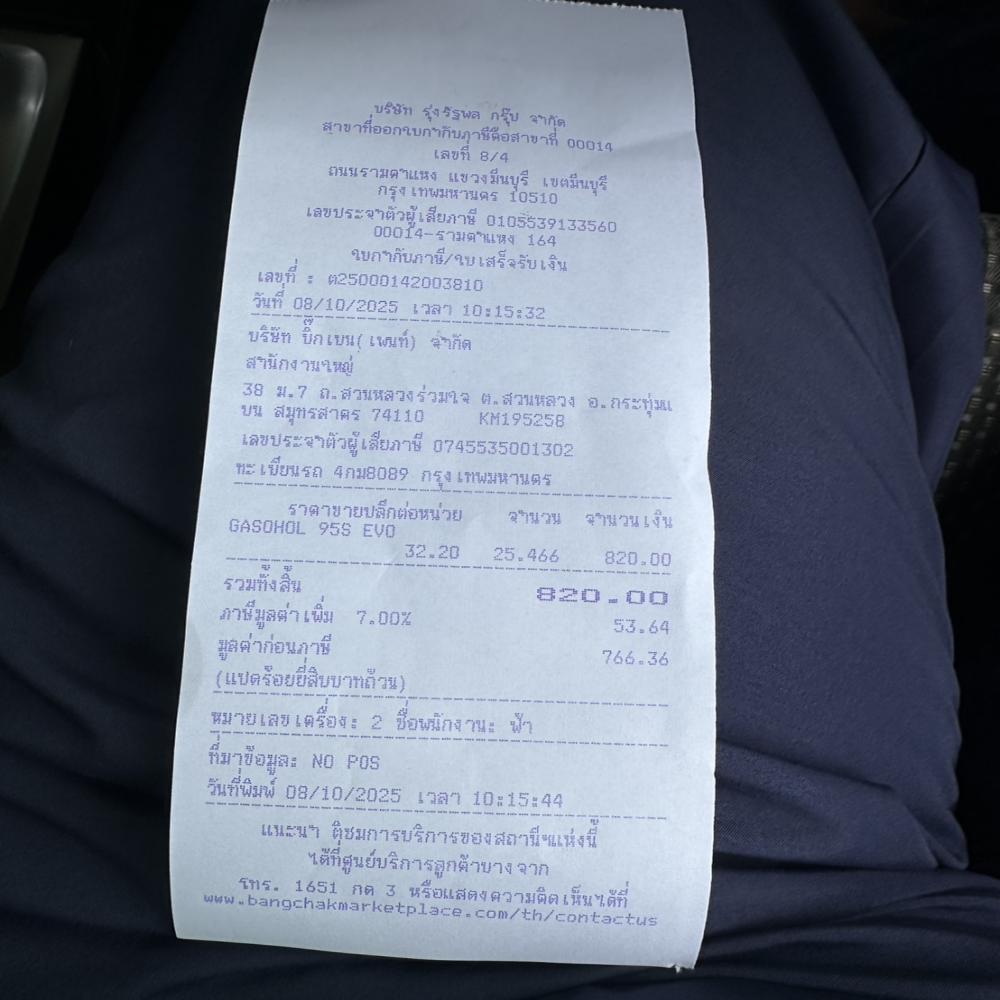 บริษัท รุ่งรัฐพล กรุ๊ป จำกัด
สาขาที่ออกใบกำกับภาษีคือสาขาที่ 00014
เลขที่ 8/4
ถนนรามคำแหง แขวงมีนบุรี เขตมีนบุรี
กรุงเทพมหานคร 10510
เลขประจำตัวผู้เสียภาษี 0105539133560
00014-รามคำแหง 164
ใบกำกับภาษี/ใบเสร็จรับเงิน
เลขที่ : ต25000142003810
วันที่ 08/10/2025 เวลา 10:15:32
บริษัท บิ๊กเบน(เพนท์) จำกัด
สำนักงานใหญ่
38 ม.7 ถ.สวนหลวงร่วมใจ ต.สวนหลวง อ.กระทุ่มแ
บน สมุทรสาคร 74110 KM195258
เลขประจำตัวผู้เสียภาษี 0745535001302
ทะเบียนรถ 4กม8089 กรุงเทพมหานคร
ราคาขายปลีกต่อหน่วย จำนวน จำนวนเงิน
GASOHOL 95S EVO
32.20 25.466 820.00
รวมทั้งสิ้น 820.00
ภาษีมูลค่าเพิ่ม 7.00% 53.64
มูลค่าก่อนภาษี 766.36
(แปดร้อยยี่สิบบาทถ้วน)
หมายเลขเครื่อง: 2 ชื่อพนักงาน: ฟ้า
ที่มาข้อมูล: NO POS
วันที่พิมพ์ 08/10/2025 เวลา 10:15:44
แนะนำ ติชมการบริการของสถานีฯแห่งนี้
ได้ที่ศูนย์บริการลูกค้าบางจาก
โทร. 1651 กด 3 หรือแสดงความคิดเห็นได้ที่
www.bangchakmarketplace.com/th/contactus